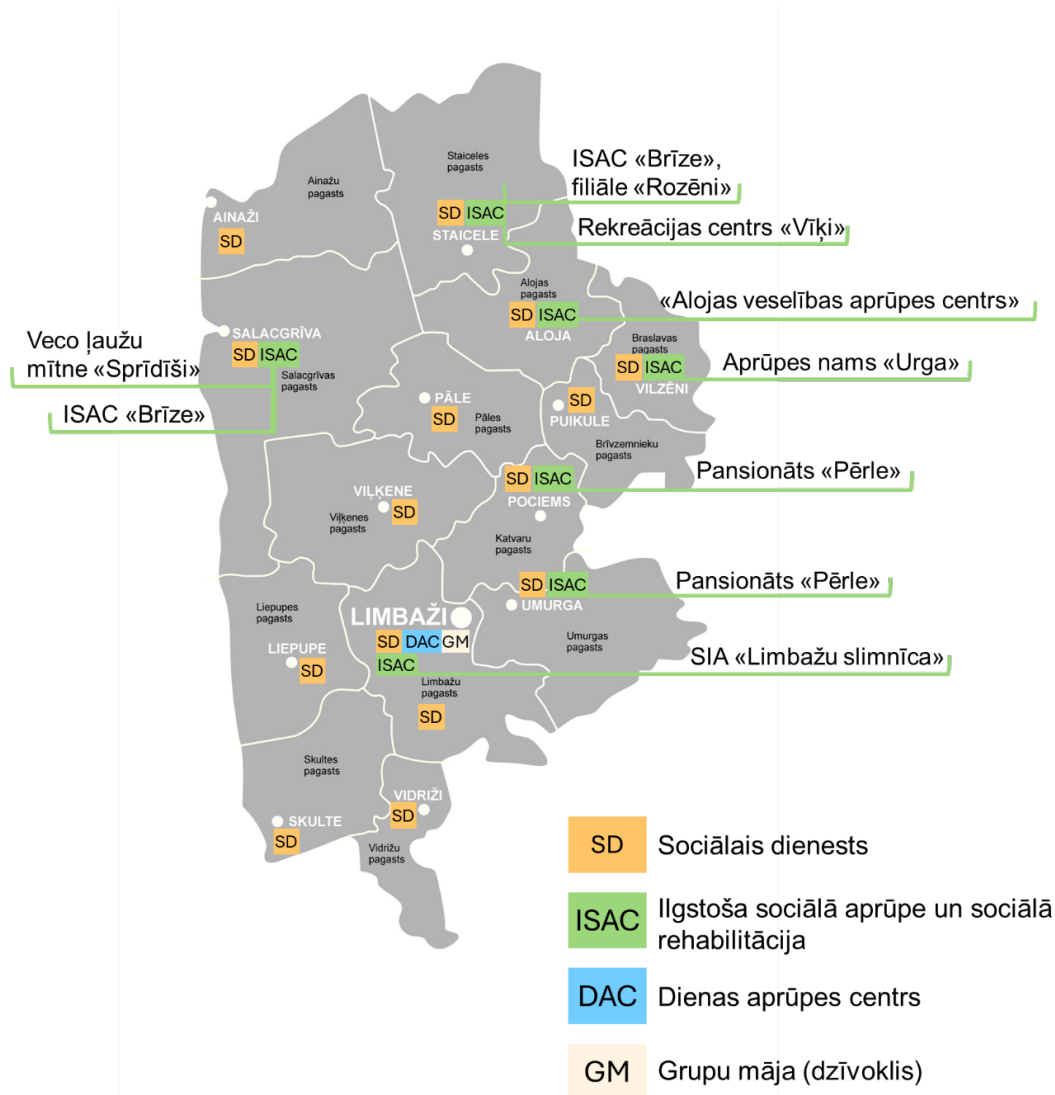 Staiceles
pagasts
ISAC «Brīze»,
filiāle «Rozēni»
Ainažu
pagasts
AINAŽI
SD
SD ISAC
STAICELE
Rekreācijas centrs «Vīķi»
Alojas
pagasts
SD ISAC
ALOJA
«Alojas veselības aprūpes centrs»
Veco ļaužu
mītne «Sprīdīši»
ISAC «Brīze»
SALACGRĪVA
SD ISAC
Salacgrīvas
pagasts
Braslavas
pagasts
SD ISAC
VILZĒNI
Aprūpes nams «Urga»
PĀLE
SD
Pāles
pagasts
SD
PUIKULE
Brīvzemnieku
pagasts
SD ISAC
POCIEMS
Pansionāts «Pērle»
VIĻĶENE
SD
Viļķenes
pagasts
Katvaru
pagasts
SD ISAC
UMURGA
Pansionāts «Pērle»
Umurgas
pagasts
Liepupes
pagasts
LIEPUPE
SD
LIMBAŽI
SD DAC GM
ISAC
SIA «Limbažu slimnīca»
Limbažu
pagasts
SD
Skultes
pagasts
SKULTE
SD
VIDRIŽI
SD
Vidrižu
pagasts
SD Sociālais dienests
ISAC Ilgstoša sociālā aprūpe un sociālā
rehabilitācija
DAC Dienas aprūpes centrs
GM Grupu māja (dzīvoklis)